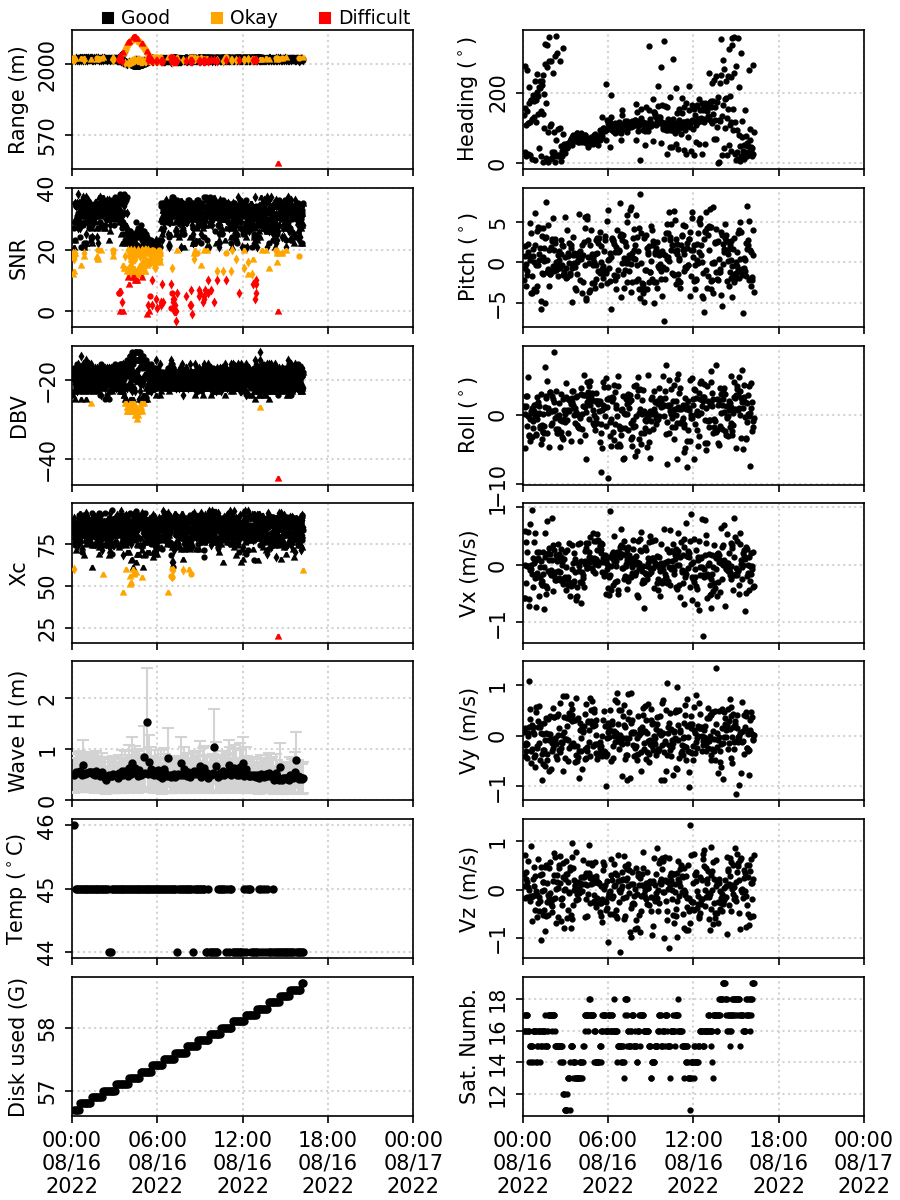 Good Okay Difficult
Range (m)
2000
570
Heading (°)
200
0
SNR
40
20
0
Pitch (°)
5
0
−5
DBV
−20
−40
Roll (°)
0
−10
Xc
75
50
25
Vx (m/s)
1
0
−1
Wave H (m)
2
1
0
Vy (m/s)
1
0
−1
Temp (°C)
46
45
44
Vz (m/s)
1
0
−1
Disk used (G)
58
57
Sat. Numb.
18
16
14
12
00:00 06:00 12:00 18:00 00:00
08/16 08/16 08/16 08/16 08/17
2022 2022 2022 2022 2022
00:00 06:00 12:00 18:00 00:00
08/16 08/16 08/16 08/16 08/17
2022 2022 2022 2022 2022